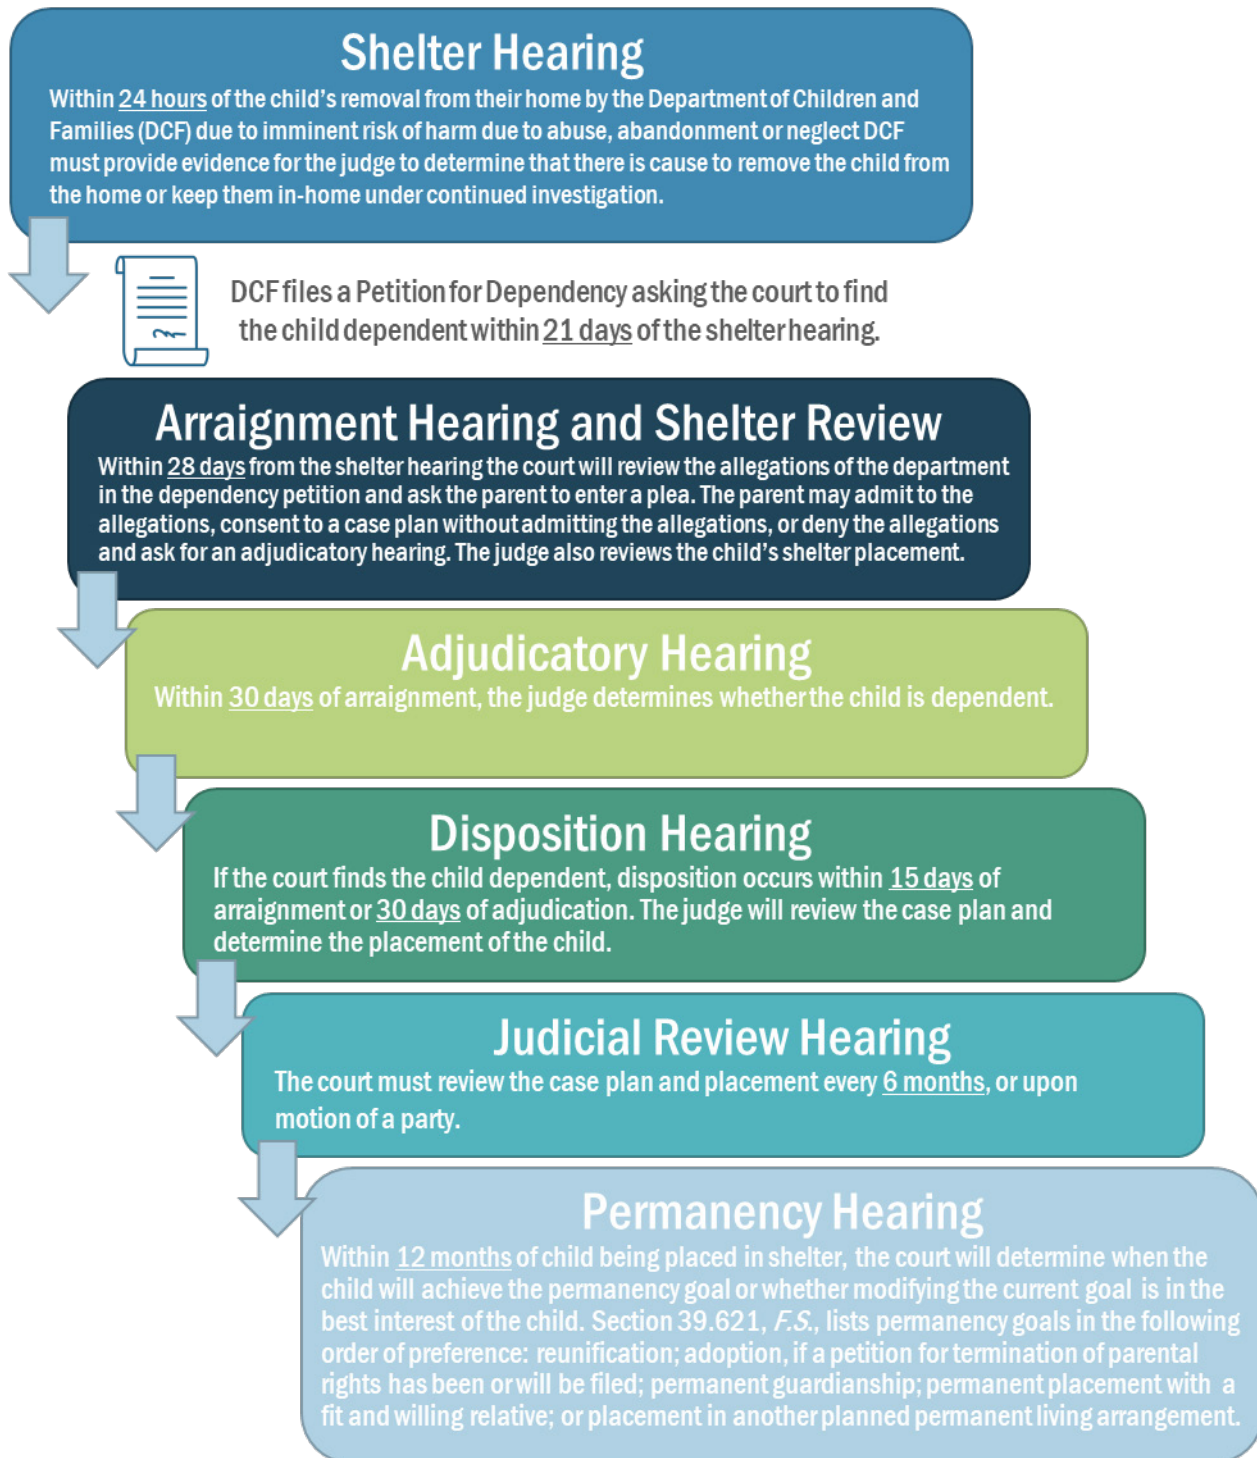 Shelter Hearing
Within 24 hours of the child's removal from their home by the Department of Children and
Families (DCF) due to imminent risk of harm due to abuse, abandonment or neglect DCF
must provide evidence for the judge to determine that there is cause to remove the child from
the home or keep them in-home under continued investigation.
DCF files a Petition for Dependency asking the court to find
the child dependent within 21 days of the shelter hearing.
Arraignment Hearing and Shelter Review
Within 28 days from the shelter hearing the court will review the allegations of the department
in the dependency petition and ask the parent to enter a plea. The parent may admit to the
allegations, consent to a case plan without admitting the allegations, or deny the allegations
and ask for an adjudicatory hearing. The judge also reviews the child's shelter placement.
Adjudicatory Hearing
Within 30 days of arraignment, the judge determines whether the child is dependent.
Disposition Hearing
If the court finds the child dependent, disposition occurs within 15 days of
arraignment or 30 days of adjudication. The judge will review the case plan and
determine the placement of the child.
Judicial Review Hearing
The court must review the case plan and placement every 6 months, or upon
motion of a party.
Permanency Hearing
Within 12 months of child being placed in shelter, the court will determine when the
child will achieve the permanency goal or whether modifying the current goal is in the
best interest of the child. Section 39.621, F.S., lists permanency goals in the following
order of preference: reunification; adoption, if a petition for termination of parental
rights has been or will be filed; permanent guardianship; permanent placement with a
fit and willing relative; or placement in another planned permanent living arrangement.